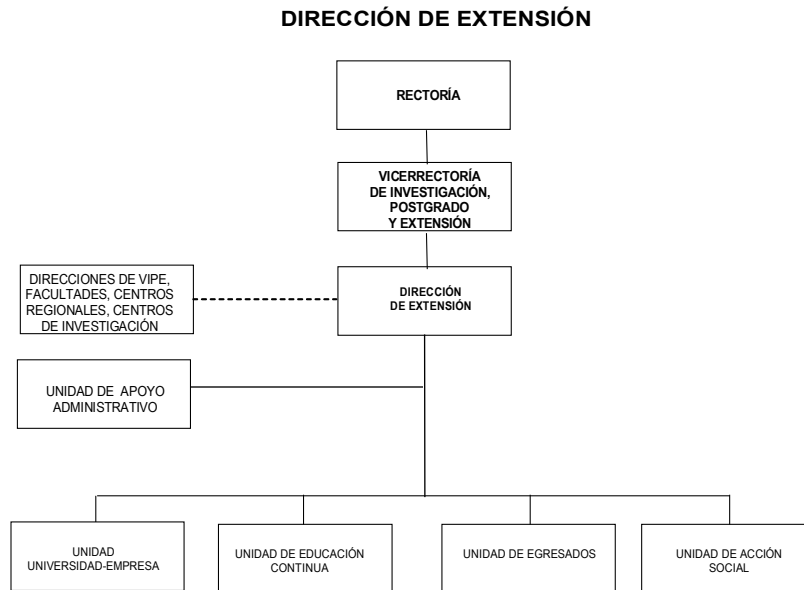 DIRECCIÓN DE EXTENSIÓN
RECTORÍA
VICERRECTORÍA
DE INVESTIGACIÓN,
POSTGRADO
Y EXTENSIÓN
DIRECCIONES DE VIPE,
FACULTADES, CENTROS
REGIONALES, CENTROS
DE INVESTIGACIÓN
DIRECCIÓN
DE EXTENSIÓN
UNIDAD DE APOYO
ADMINISTRATIVO
UNIDAD
UNIVERSIDAD-EMPRESA
UNIDAD DE EDUCACIÓN
CONTINUA
UNIDAD DE EGRESADOS
UNIDAD DE ACCIÓN
SOCIAL